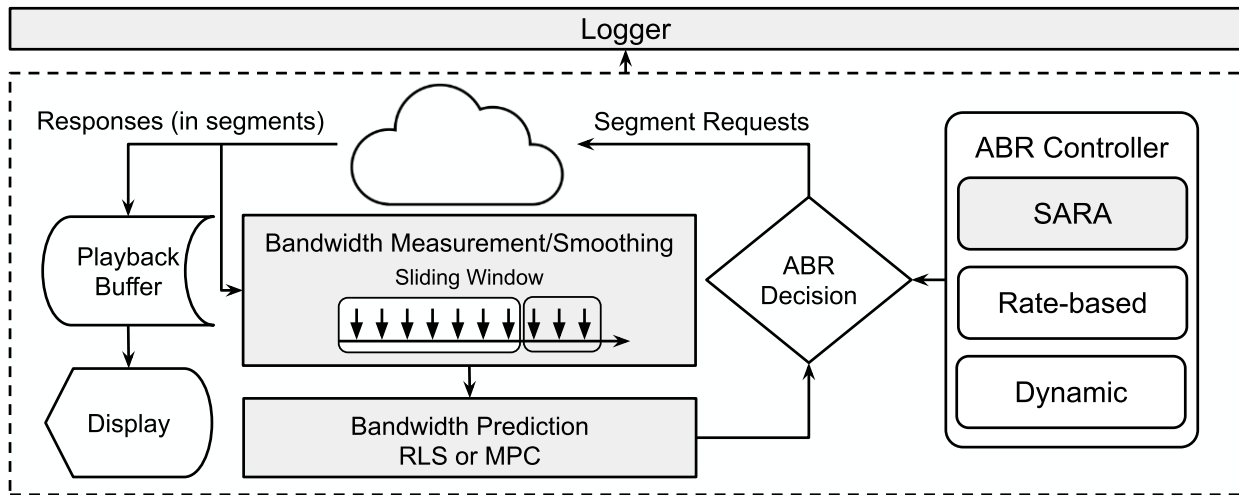 Logger
Responses (in segments)
Segment Requests
ABR Controller
SARA
Rate-based
Dynamic
Playback
Buffer
Bandwidth Measurement/Smoothing
Sliding Window
ABR
Decision
Display
Bandwidth Prediction
RLS or MPC